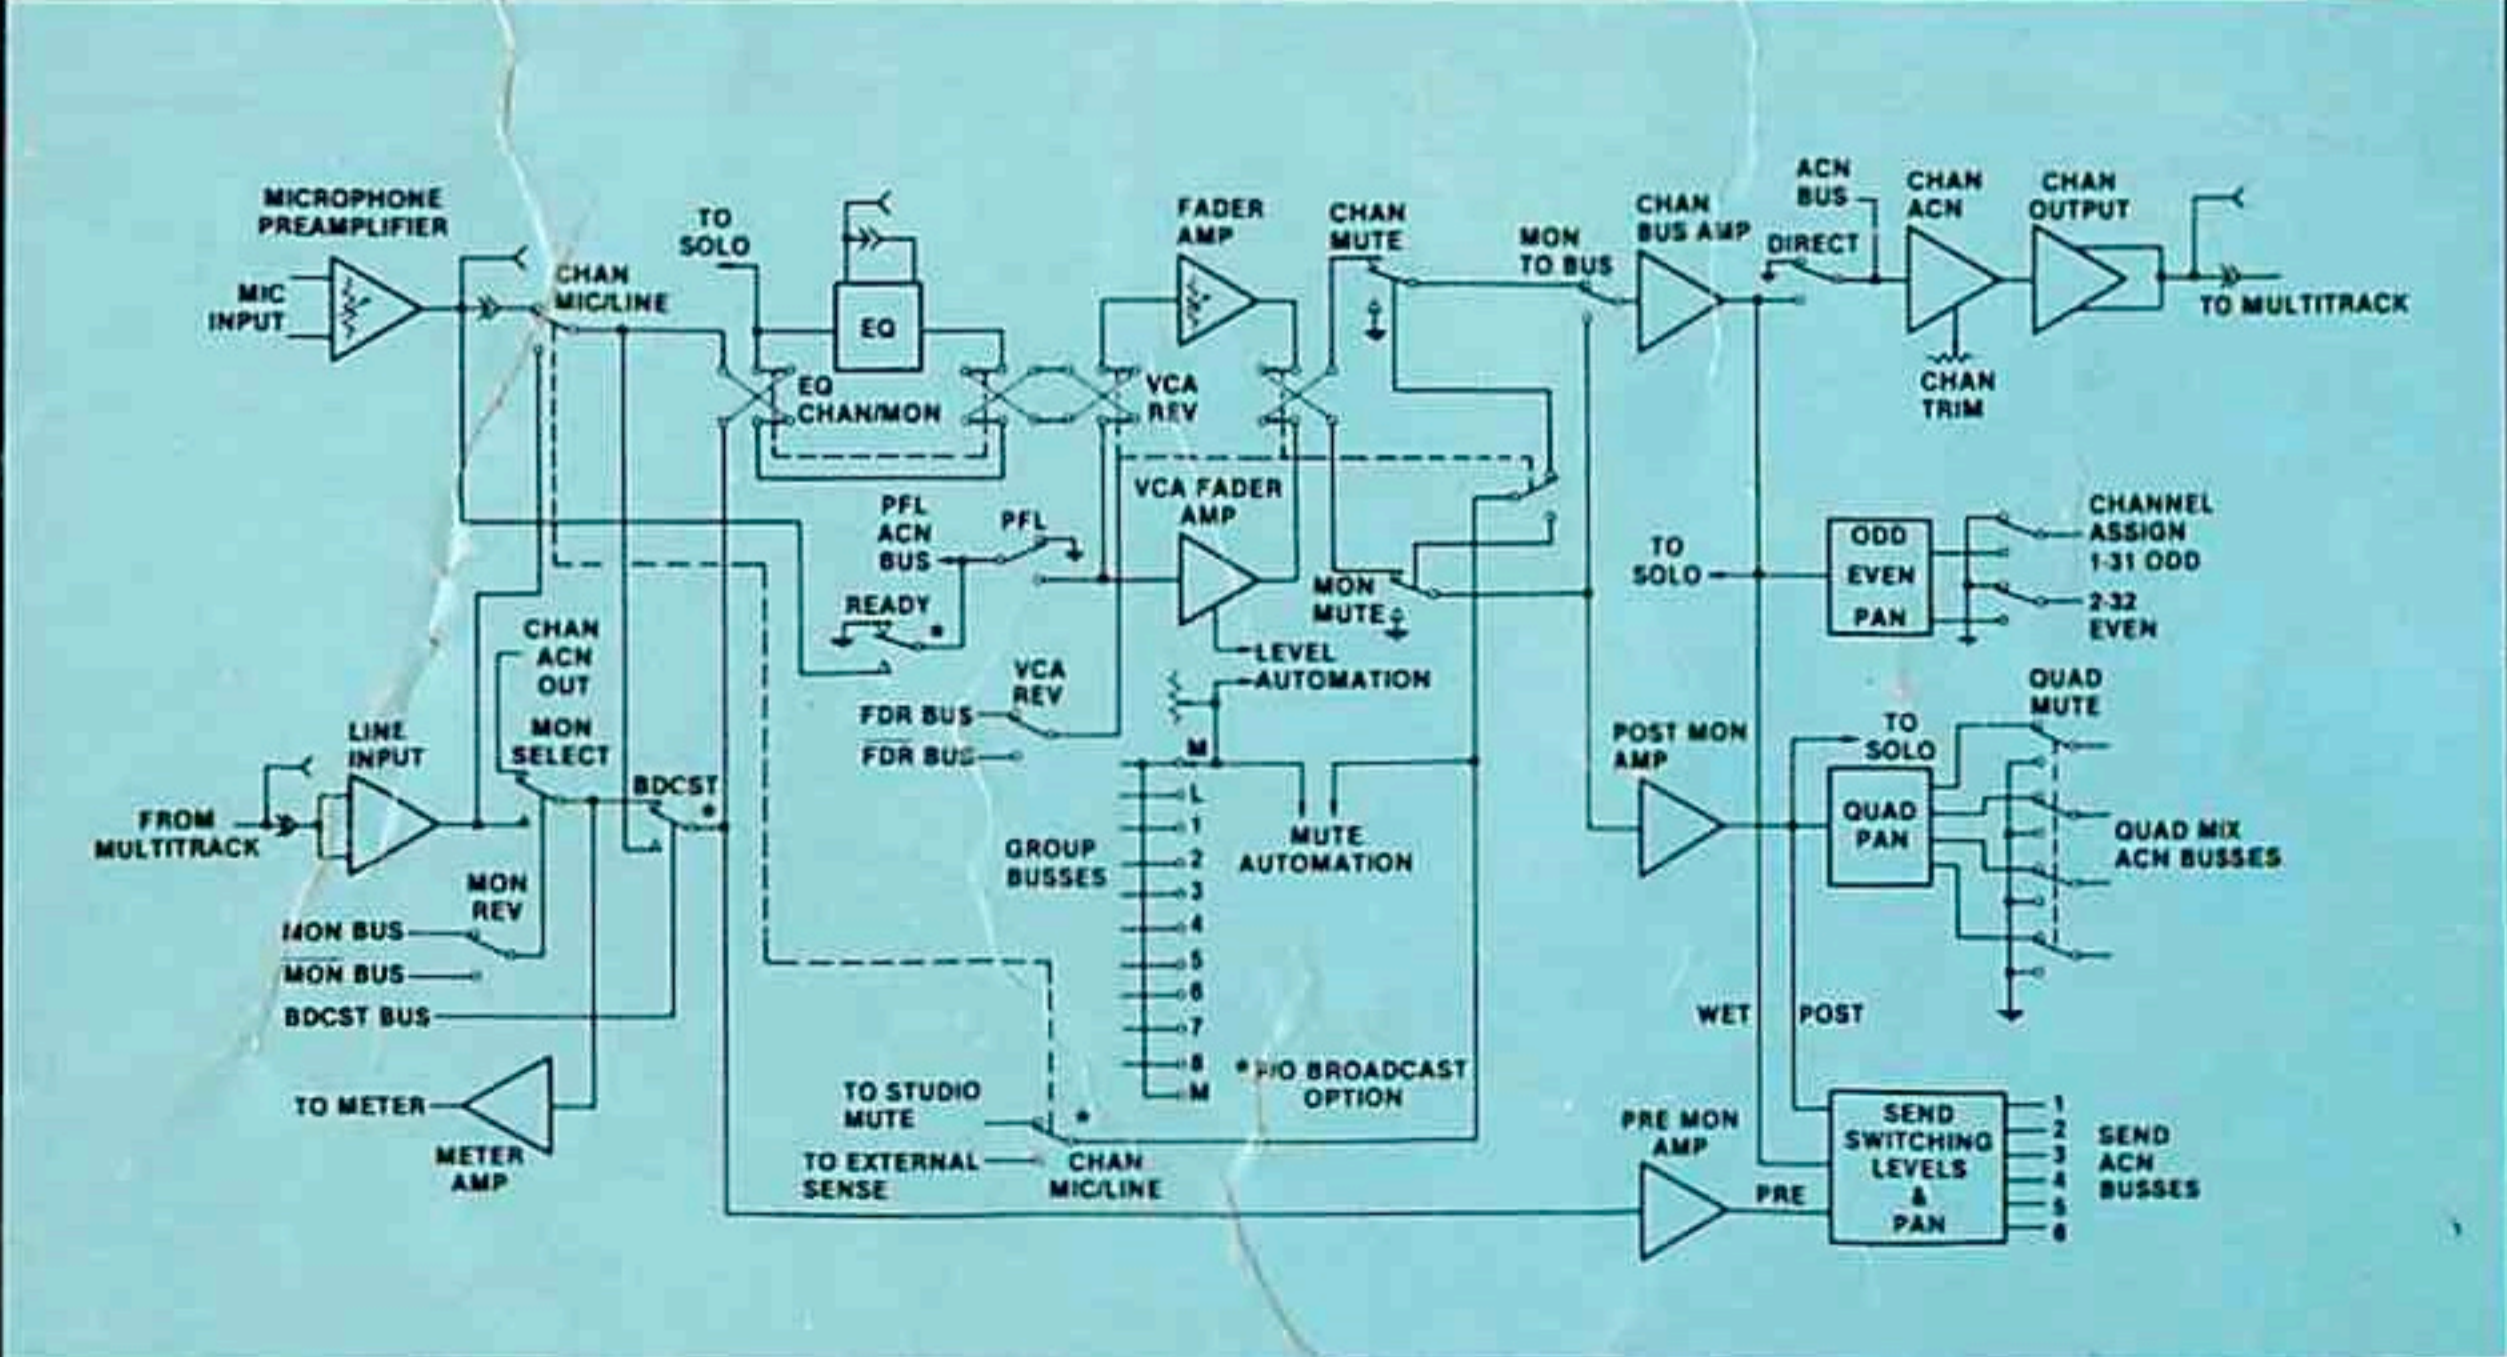 MICROPHONE
PREAMPLIFIER
MIC
INPUT
CHAN
MIC/LINE
TO
SOLO
EQ
EQ
CHAN/MON
FADER
AMP
VCA
REV
CHAN
MUTE
MON
TO BUS
CHAN
BUS AMP
ACN
BUS
DIRECT
CHAN
ACN
CHAN
OUTPUT
TO MULTITRACK
CHAN
TRIM
PFL
ACN
BUS
PFL
VCA FADER
AMP
READY
*
MON
MUTE
TO
SOLO
ODD
EVEN
PAN
CHANNEL
ASSIGN
1-31 ODD
2-32
EVEN
CHAN
ACN
OUT
LINE
INPUT
MON
SELECT
BDCST
*
FROM
MULTITRACK
LEVEL
AUTOMATION
VCA
REV
FDR BUS
FDR BUS
M
L
1
2
3
4
5
6
7
8
M
GROUP
BUSSES
MUTE
AUTOMATION
POST MON
AMP
TO
SOLO
QUAD
PAN
QUAD
MUTE
QUAD MIX
ACN BUSSES
MON
REV
MON BUS
MON BUS
BDCST BUS
TO METER
METER
AMP
TO STUDIO
MUTE
*
TO EXTERNAL
SENSE
CHAN
MIC/LINE
* P/O BROADCAST
OPTION
WET
POST
PRE MON
AMP
PRE
SEND
SWITCHING
LEVELS
&
PAN
1
2
3
4
5
6
SEND
ACN
BUSSES